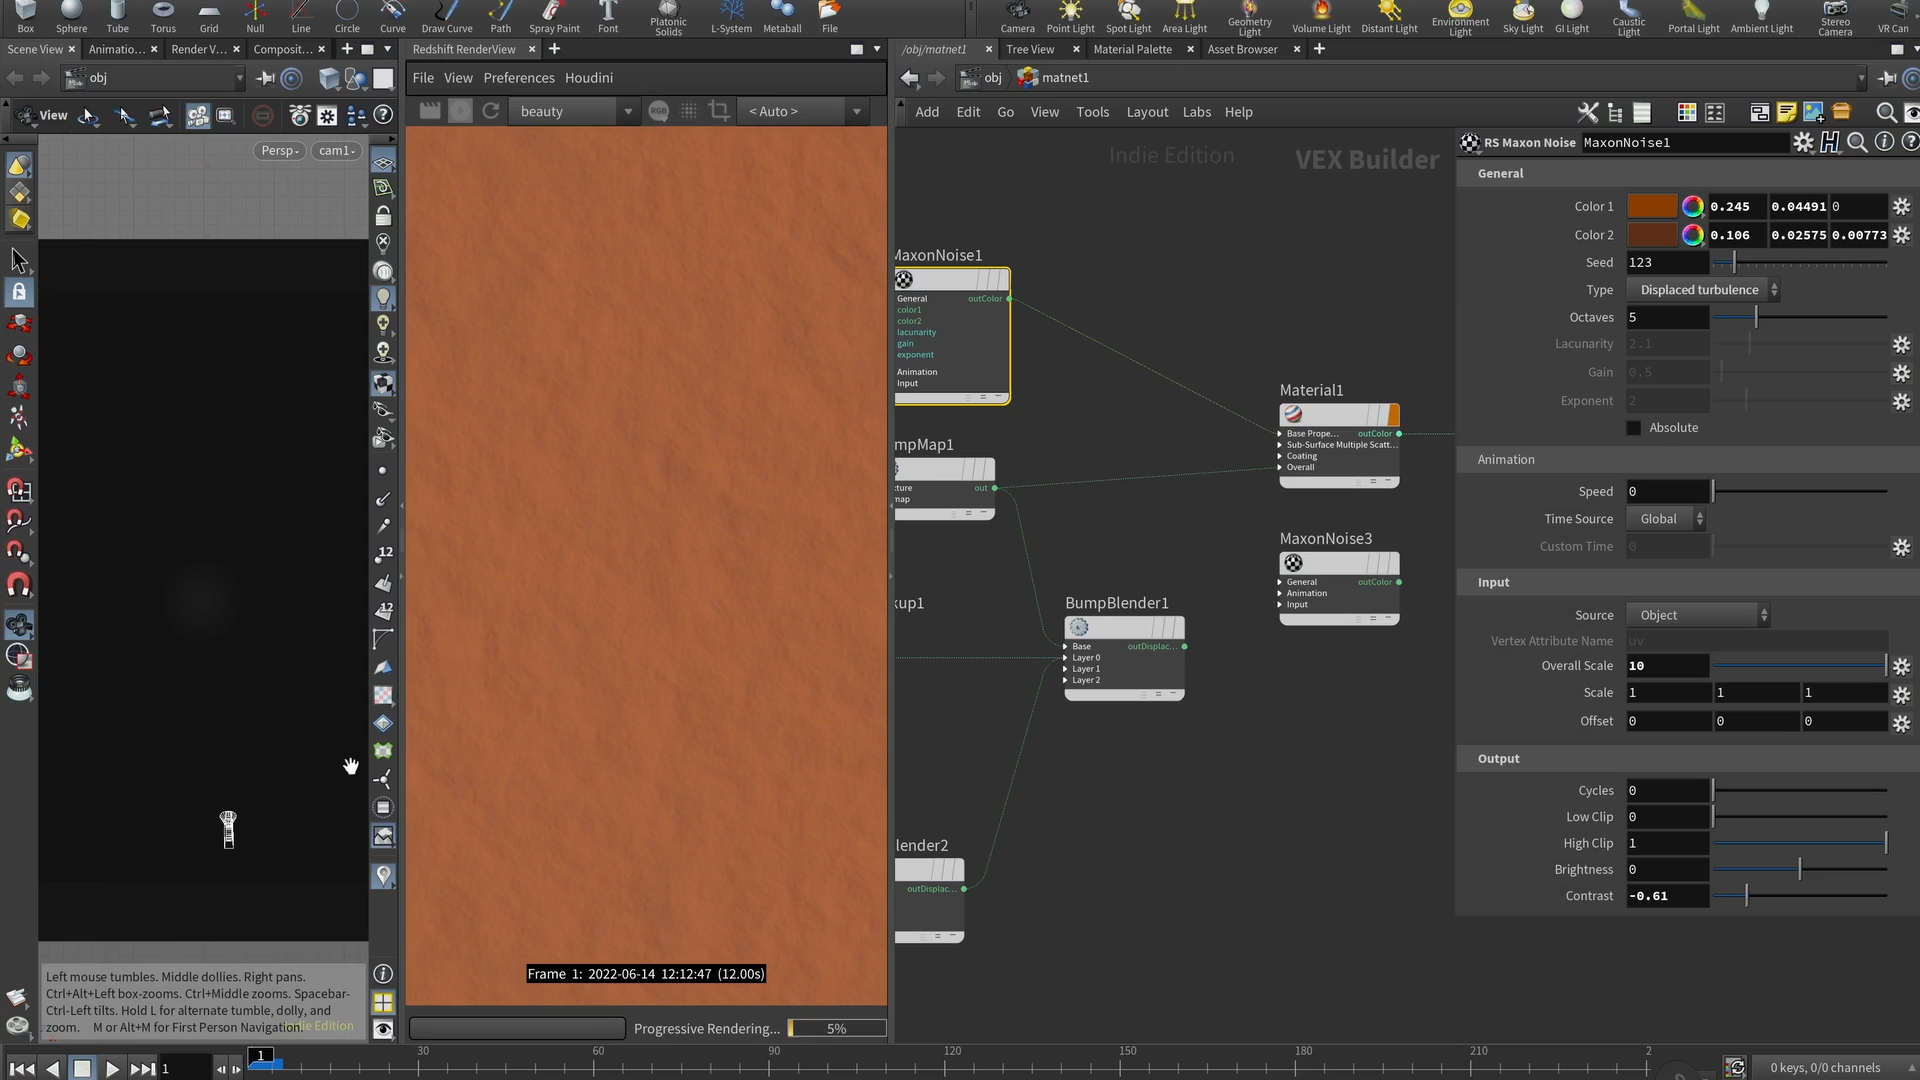 Box Sphere Tube Torus Grid Null Line Circle Curve Draw Curve Path Spray Paint Font Platonic Solids L-System Metaball File
Camera Point Light Spot Light Area Light Geometry Light Volume Light Distant Light Environment Light Sky Light GI Light Caustic Light Portal Light Ambient Light Stereo Camera VR Can
Scene View Animatio... Render V... Composit...
Redshift RenderView
/obj/matnet1 Tree View Material Palette Asset Browser
obj
File View Preferences Houdini
obj matnet1
View
beauty
RGB
< Auto >
Add Edit Go View Tools Layout Labs Help
Persp
cam1
Indie Edition
VEX Builder
RS Maxon Noise MaxonNoise1
General
Color 1 0.245 0.04491 0
Color 2 0.106 0.02575 0.00773
Seed 123
Type Displaced turbulence
Octaves 5
Lacunarity 2.1
Gain 0.5
Exponent 2
Absolute
Animation
Speed 0
Time Source Global
Custom Time 0
Input
Source Object
Vertex Attribute Name uv
Overall Scale 10
Scale 1 1 1
Offset 0 0 0
Output
Cycles 0
Low Clip 0
High Clip 1
Brightness 0
Contrast -0.61
MaxonNoise1
General outColor
color1
color2
lacunarity
gain
exponent
Animation
Input
mpMap1
out
map
Material1
Base Prope... outColor
Sub-Surface Multiple Scatt...
Coating
Overall
MaxonNoise3
General outColor
Animation
Input
kup1
BumpBlender1
Base outDisplac...
Layer 0
Layer 1
Layer 2
lender2
outDisplac...
12
12
Left mouse tumbles. Middle dollies. Right pans.
Ctrl+Alt+Left box-zooms. Ctrl+Middle zooms. Spacebar-
Ctrl-Left tilts. Hold L for alternate tumble, dolly, and
zoom. M or Alt+M for First Person Navigation.
Indie Edition
Frame 1: 2022-06-14 12:12:47 (12.00s)
Progressive Rendering... 5%
1
1
30 60 90 120 150 180 210 2
0 keys, 0/0 channels